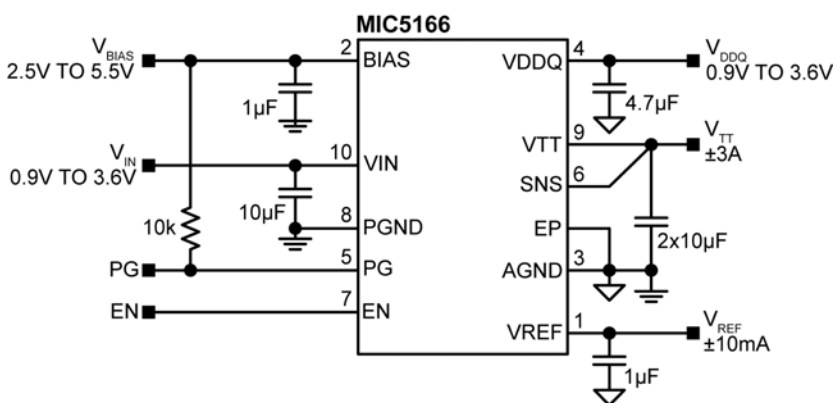 MIC5166
VBIAS
2.5V TO 5.5V
2
BIAS
VDDQ
4
VDDQ
0.9V TO 3.6V
1µF
4.7µF
VIN
0.9V TO 3.6V
10
VIN
VTT
9
VTT
±3A
SNS
6
10µF
8
PGND
EP
2x10µF
10k
PG
5
PG
AGND
3
EN
7
EN
VREF
1
VREF
±10mA
1µF